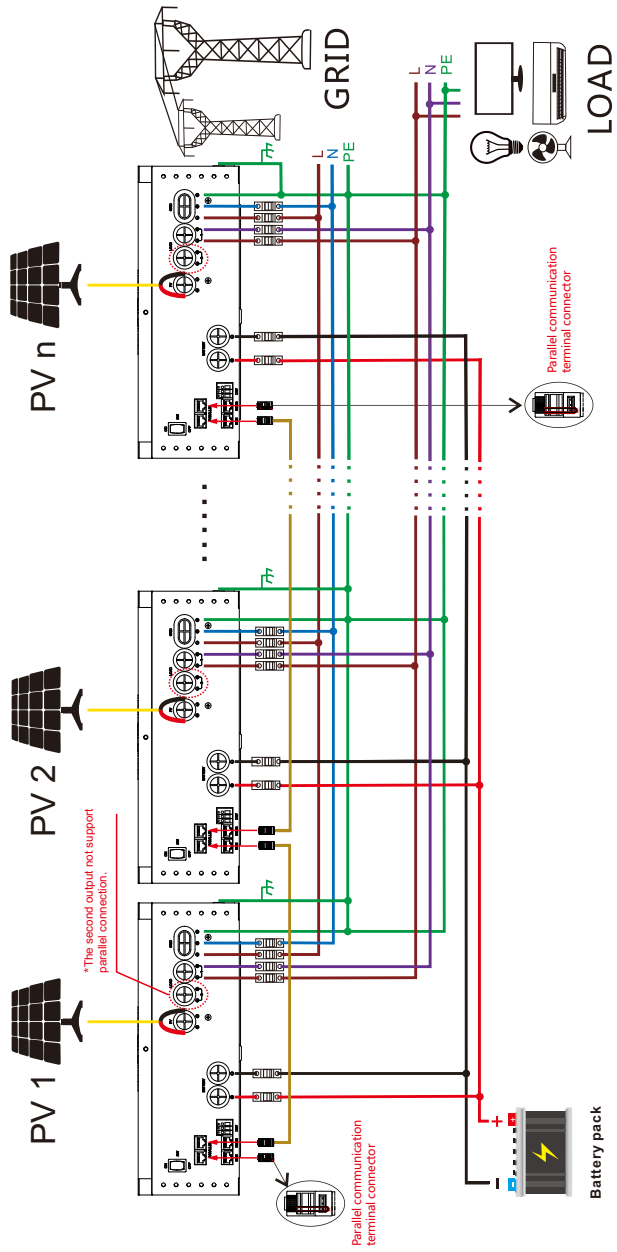 PV 1
PV 2
PV n
GRID
L
N
PE
L
N
PE
LOAD
*The second output not support
parallel connection.
Parallel communication
terminal connector
Parallel communication
terminal connector
+
−
Battery pack